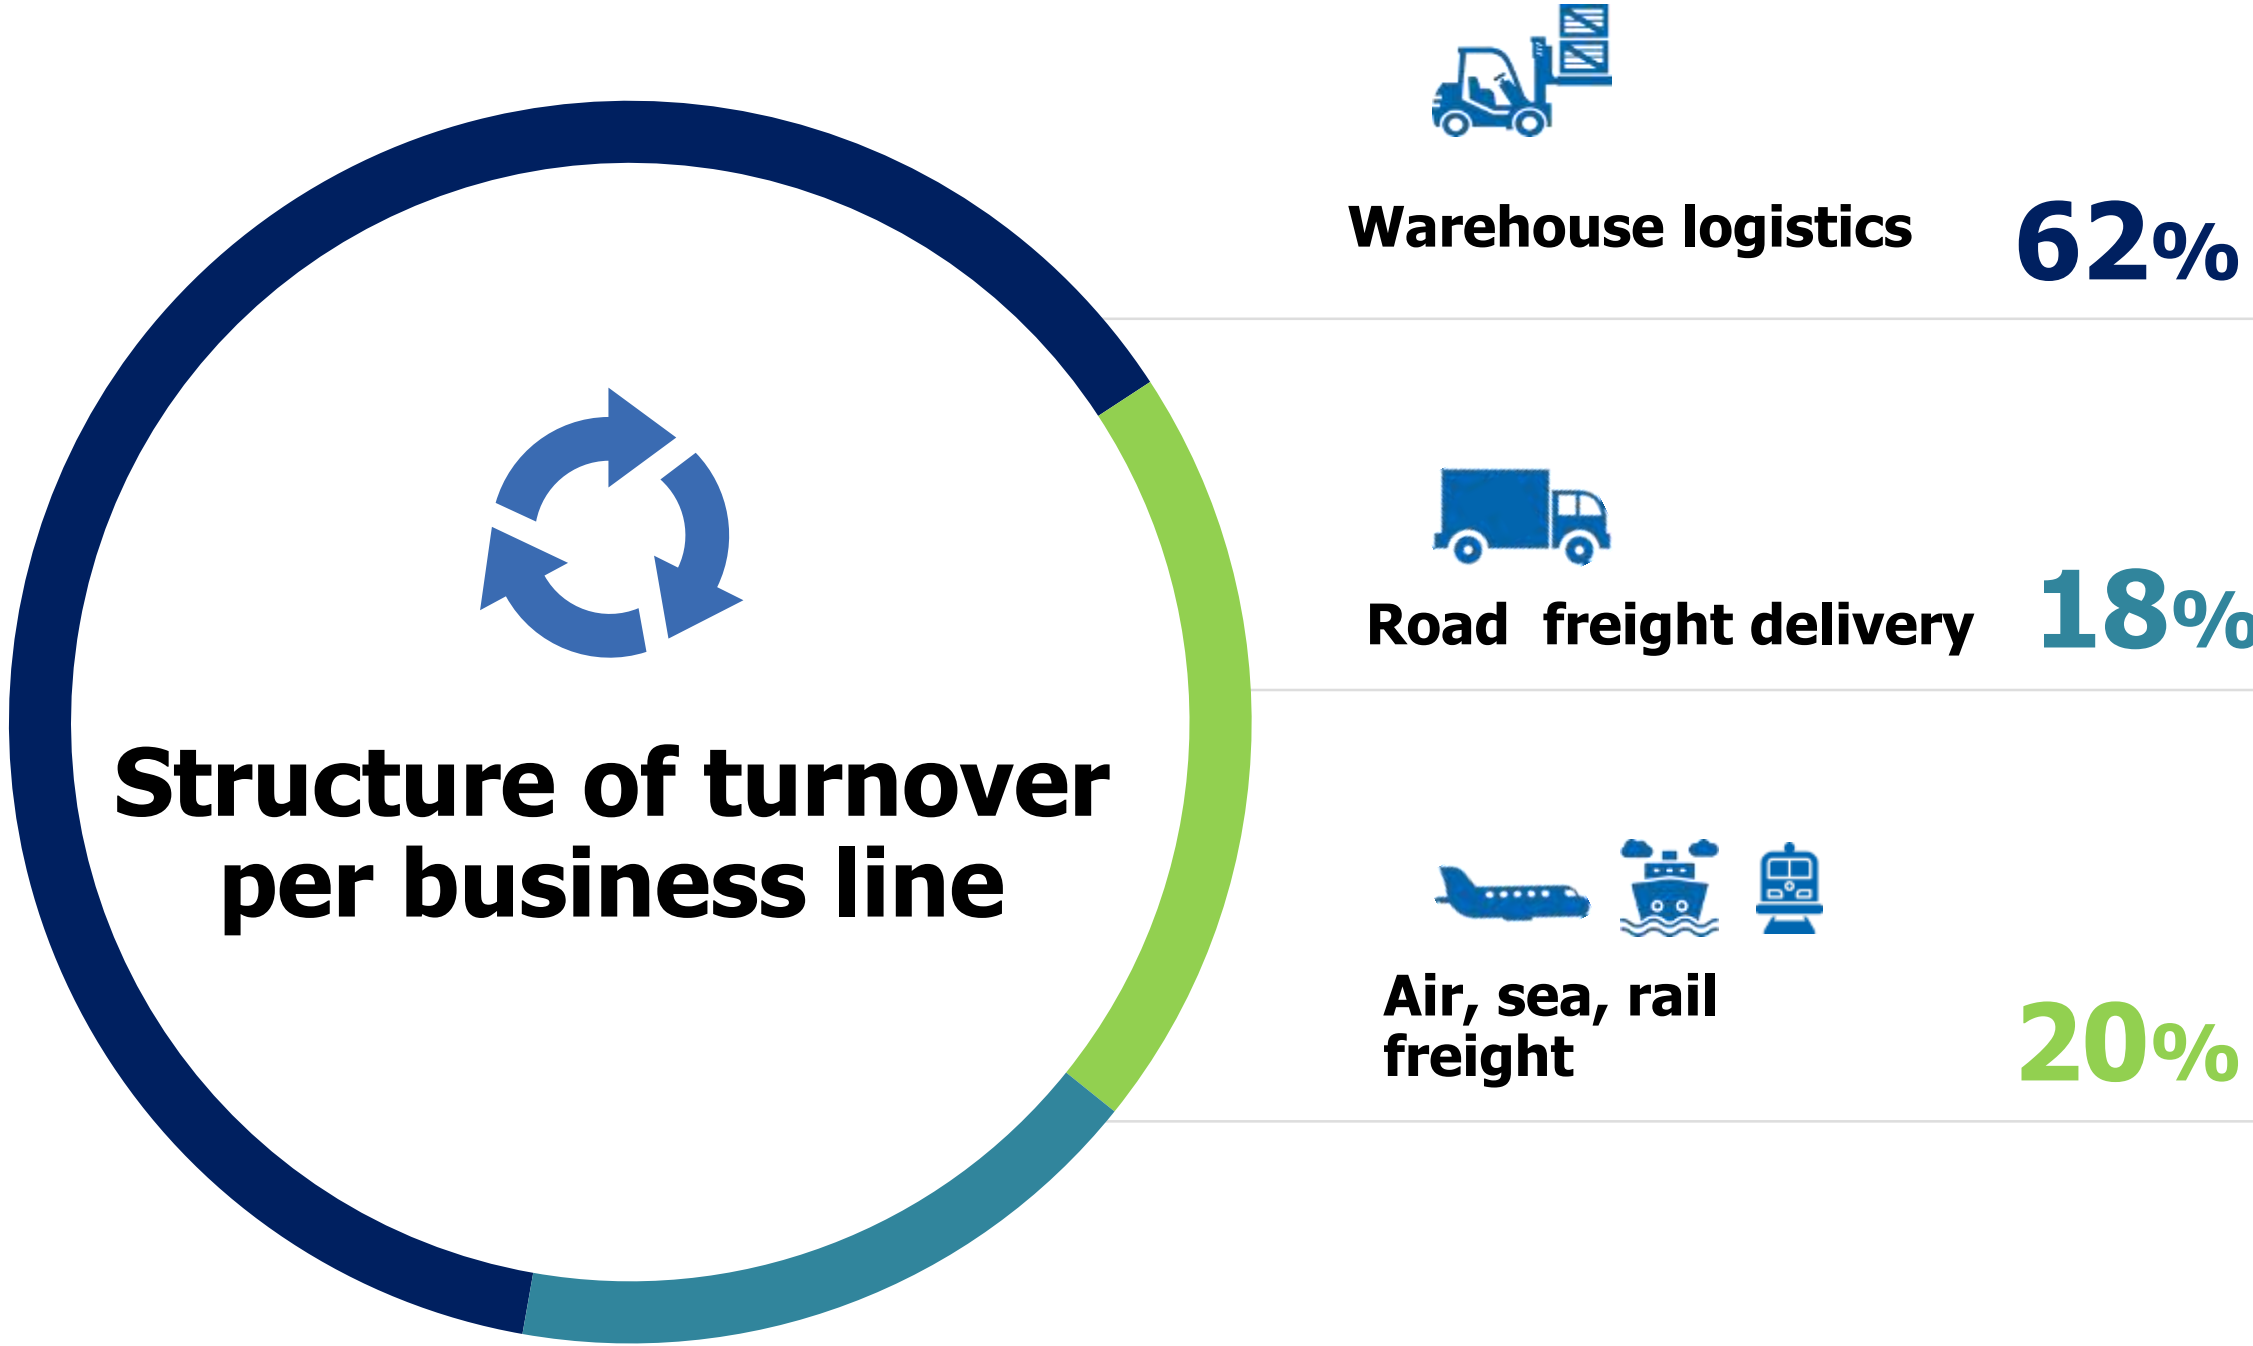 Structure of turnover
per business line
Warehouse logistics 62%
Road freight delivery 18%
Air, sea, rail
freight 20%